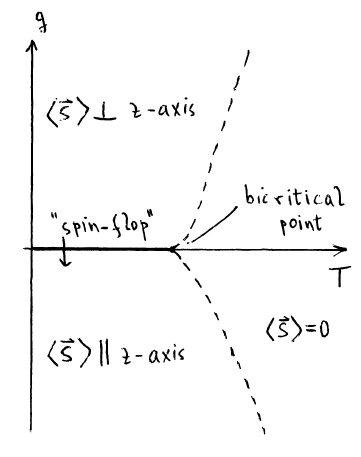 g
⟨s⃗⟩ ⊥ z-axis
bicritical
point
"spin-flop"
T
⟨s⃗⟩ = 0
⟨s⃗⟩ ∥ z-axis